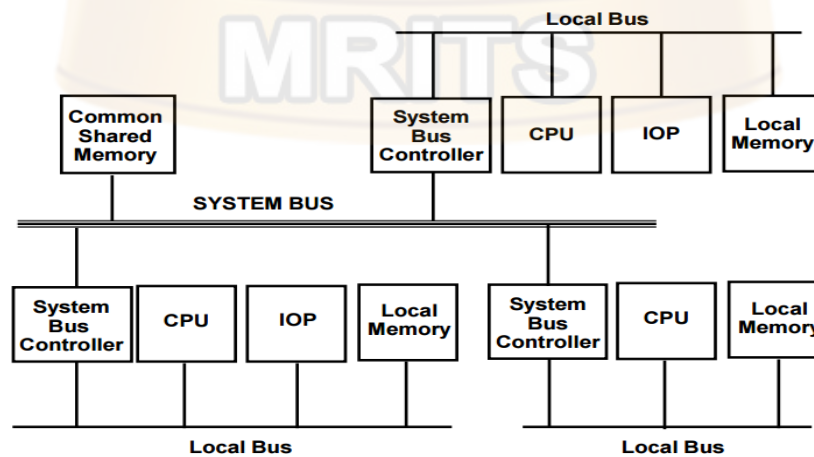 MRITS
Local Bus
Common
Shared
Memory
System
Bus
Controller
CPU
IOP
Local
Memory
SYSTEM BUS
System
Bus
Controller
CPU
IOP
Local
Memory
System
Bus
Controller
CPU
Local
Memory
Local Bus
Local Bus